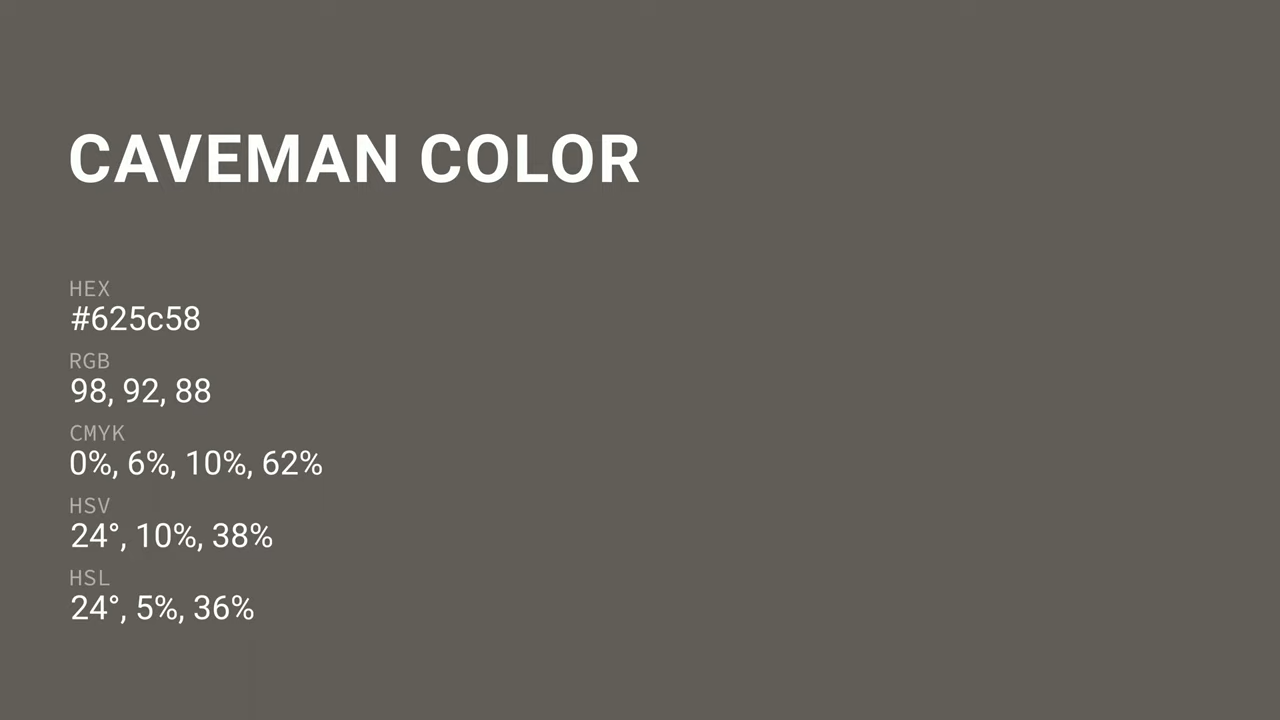 CAVEMAN COLOR
HEX
#625c58
RGB
98, 92, 88
CMYK
0%, 6%, 10%, 62%
HSV
24°, 10%, 38%
HSL
24°, 5%, 36%